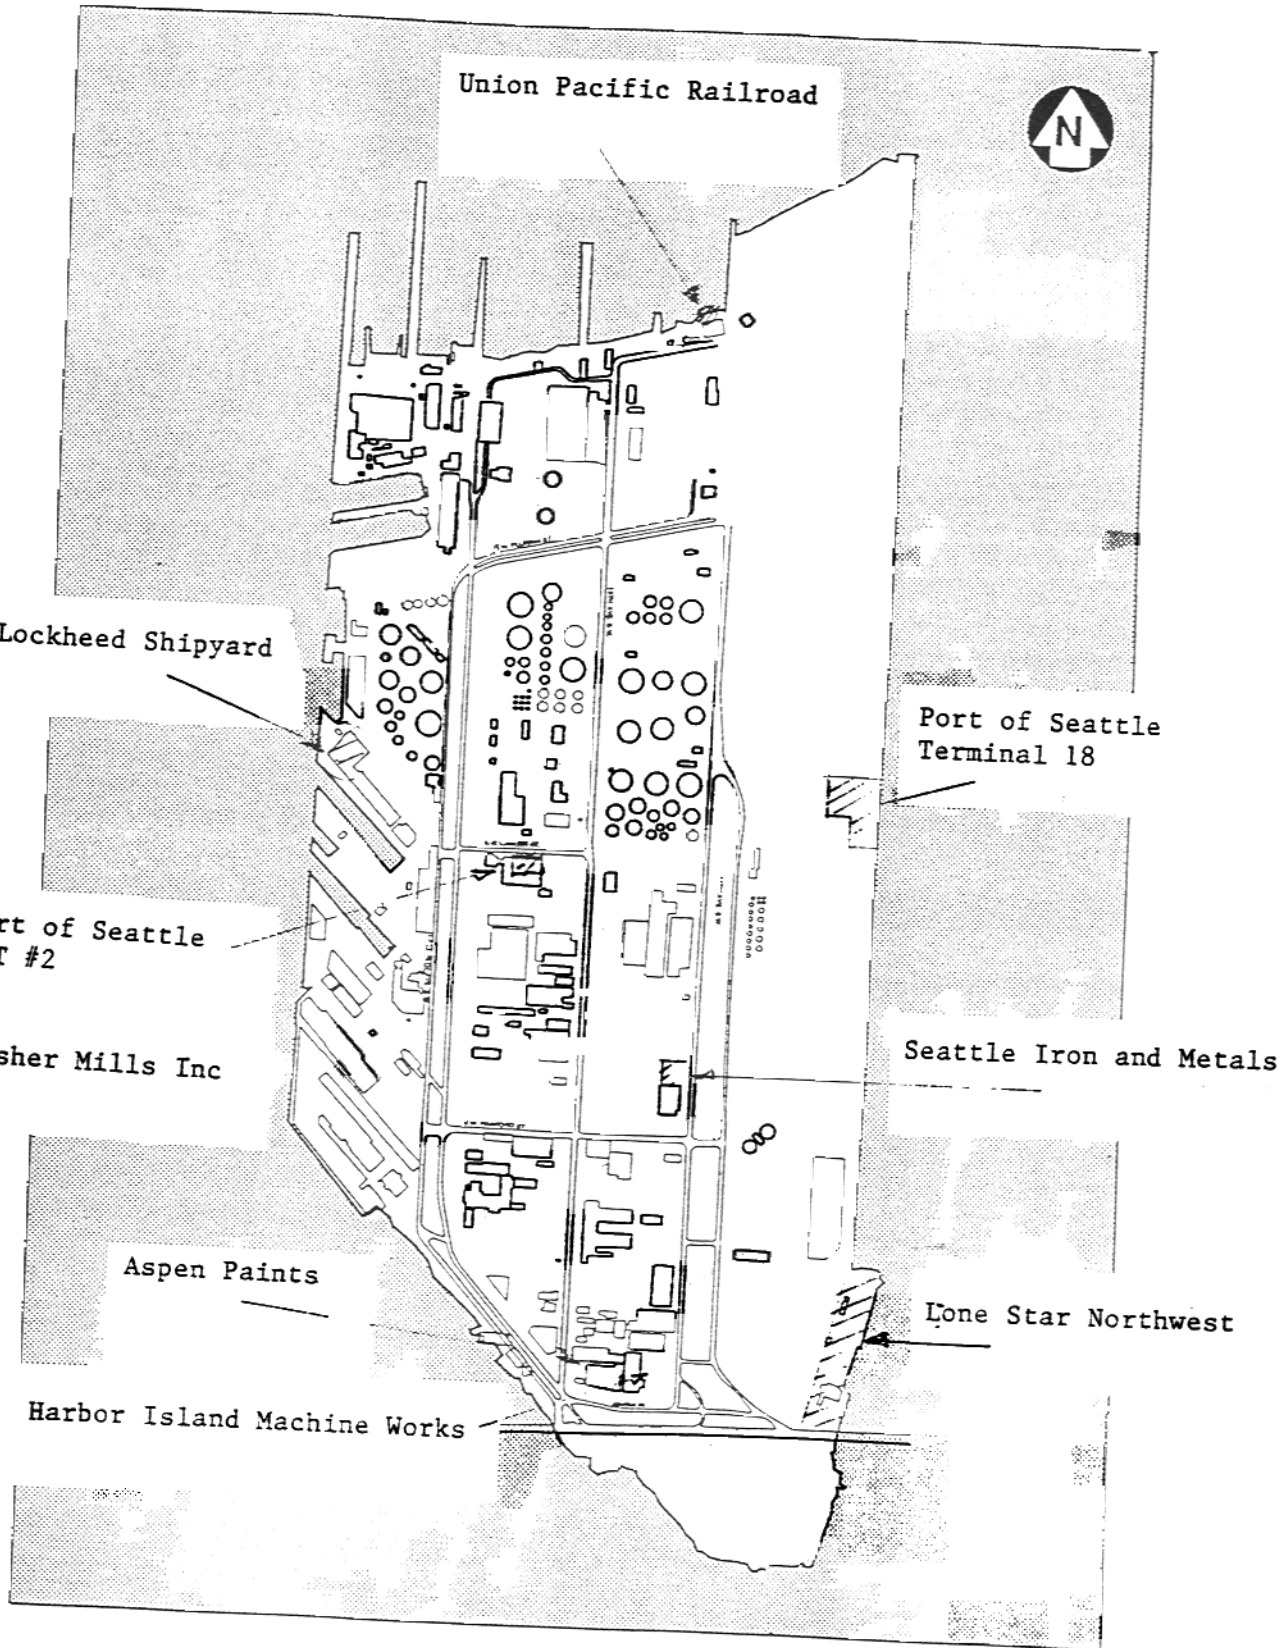 Union Pacific Railroad
N
Lockheed Shipyard
Port of Seattle
Terminal 18
rt of Seattle
T #2
sher Mills Inc
Seattle Iron and Metals
Aspen Paints
Lone Star Northwest
Harbor Island Machine Works